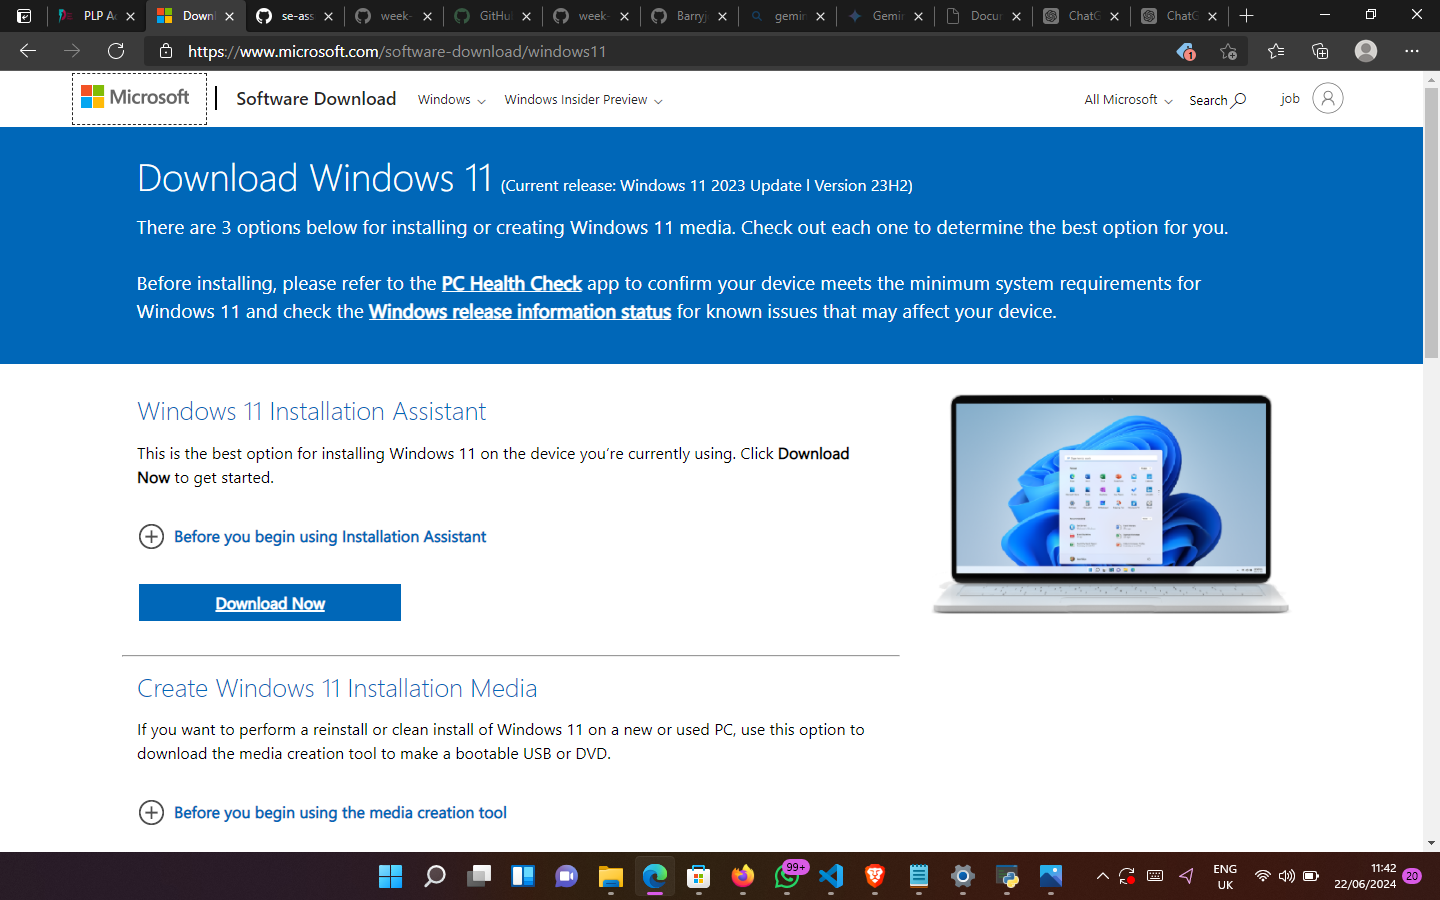 PLP Ac
Downl
se-ass
week-
GitHu
week-
Barryj
gemin
Gemin
Docur
ChatG
ChatG
https://www.microsoft.com/software-download/windows11
1
Microsoft
Software Download
Windows
Windows Insider Preview
All Microsoft
Search
job
Download Windows 11 (Current release: Windows 11 2023 Update l Version 23H2)
There are 3 options below for installing or creating Windows 11 media. Check out each one to determine the best option for you.
Before installing, please refer to the PC Health Check app to confirm your device meets the minimum system requirements for
Windows 11 and check the Windows release information status for known issues that may affect your device.
Windows 11 Installation Assistant
This is the best option for installing Windows 11 on the device you're currently using. Click Download
Now to get started.
Before you begin using Installation Assistant
Download Now
Create Windows 11 Installation Media
If you want to perform a reinstall or clean install of Windows 11 on a new or used PC, use this option to
download the media creation tool to make a bootable USB or DVD.
Before you begin using the media creation tool
99+
ENG
UK
11:42
22/06/2024
20